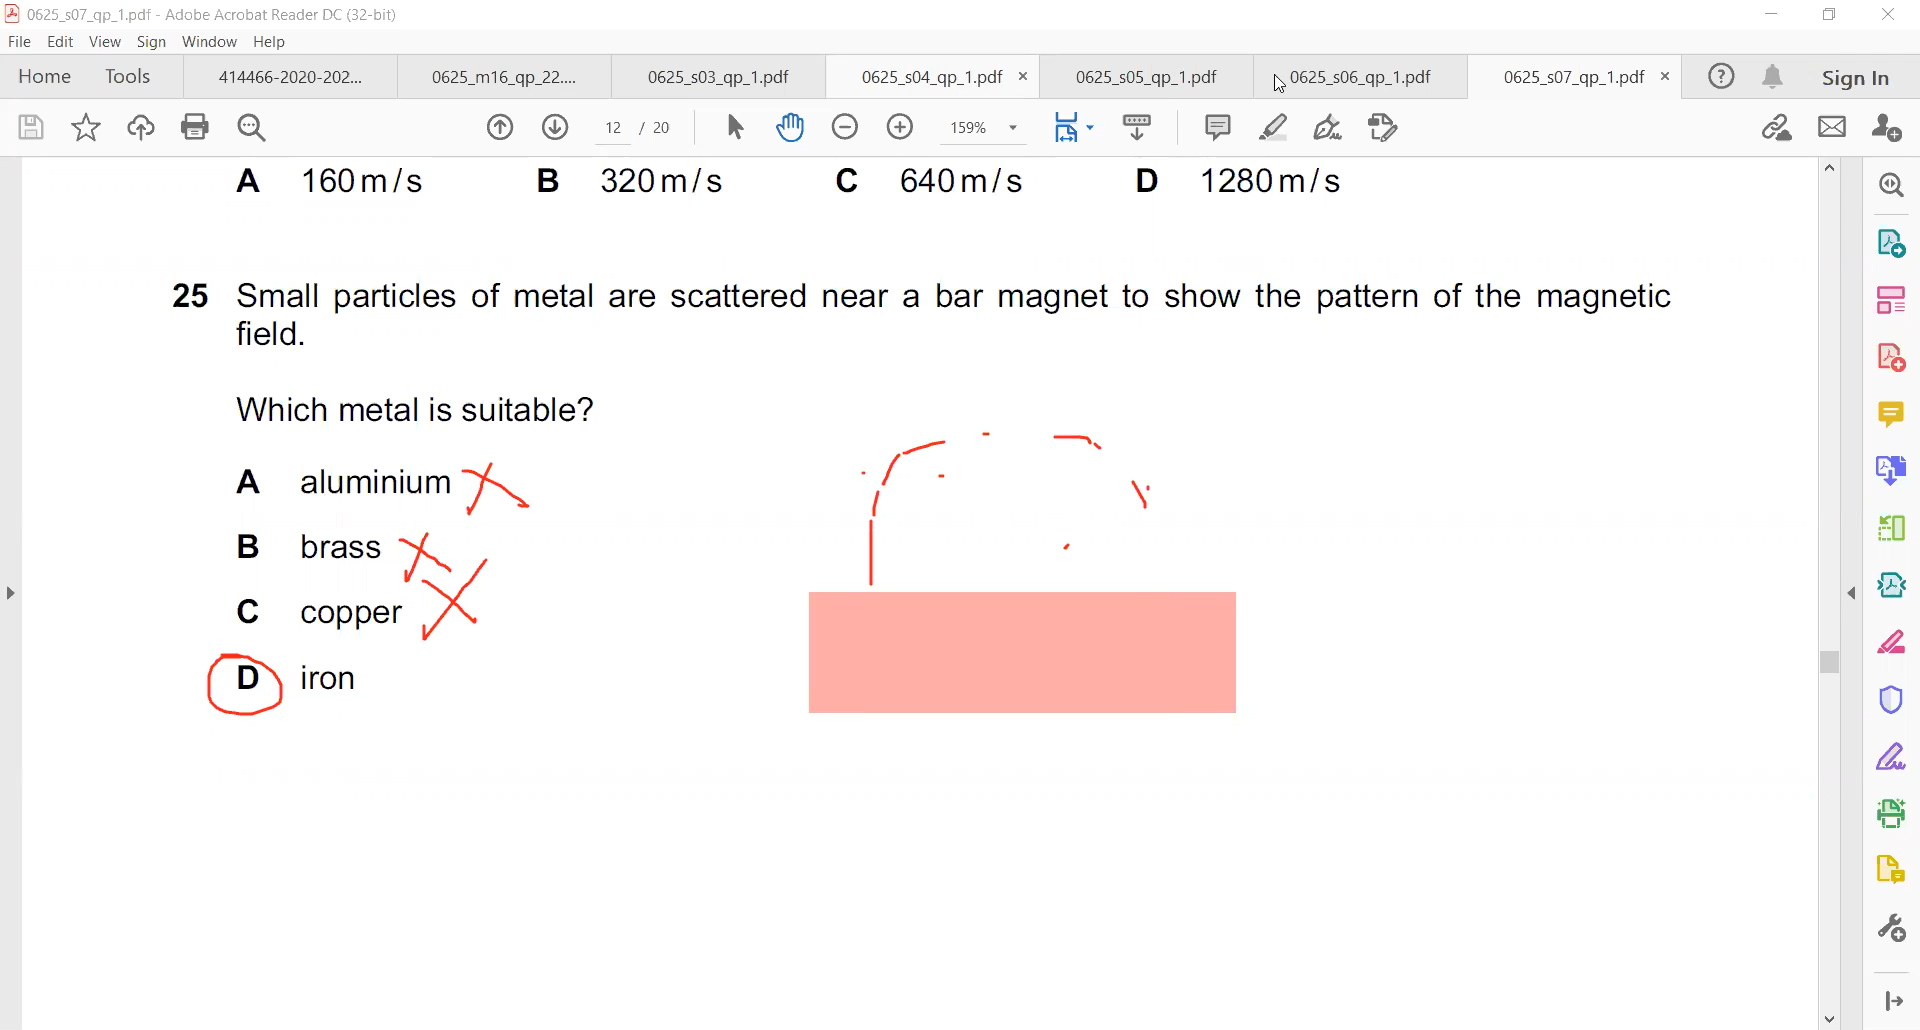 0625_s07_qp_1.pdf - Adobe Acrobat Reader DC (32-bit)
File Edit View Sign Window Help
Home Tools 414466-2020-202... 0625_m16_qp_22.... 0625_s03_qp_1.pdf 0625_s04_qp_1.pdf × 0625_s05_qp_1.pdf 0625_s06_qp_1.pdf 0625_s07_qp_1.pdf × Sign In
12 / 20 159%
A 160 m / s B 320 m / s C 640 m / s D 1280 m / s
25 Small particles of metal are scattered near a bar magnet to show the pattern of the magnetic
field.
Which metal is suitable?
A aluminium
B brass
C copper
D iron